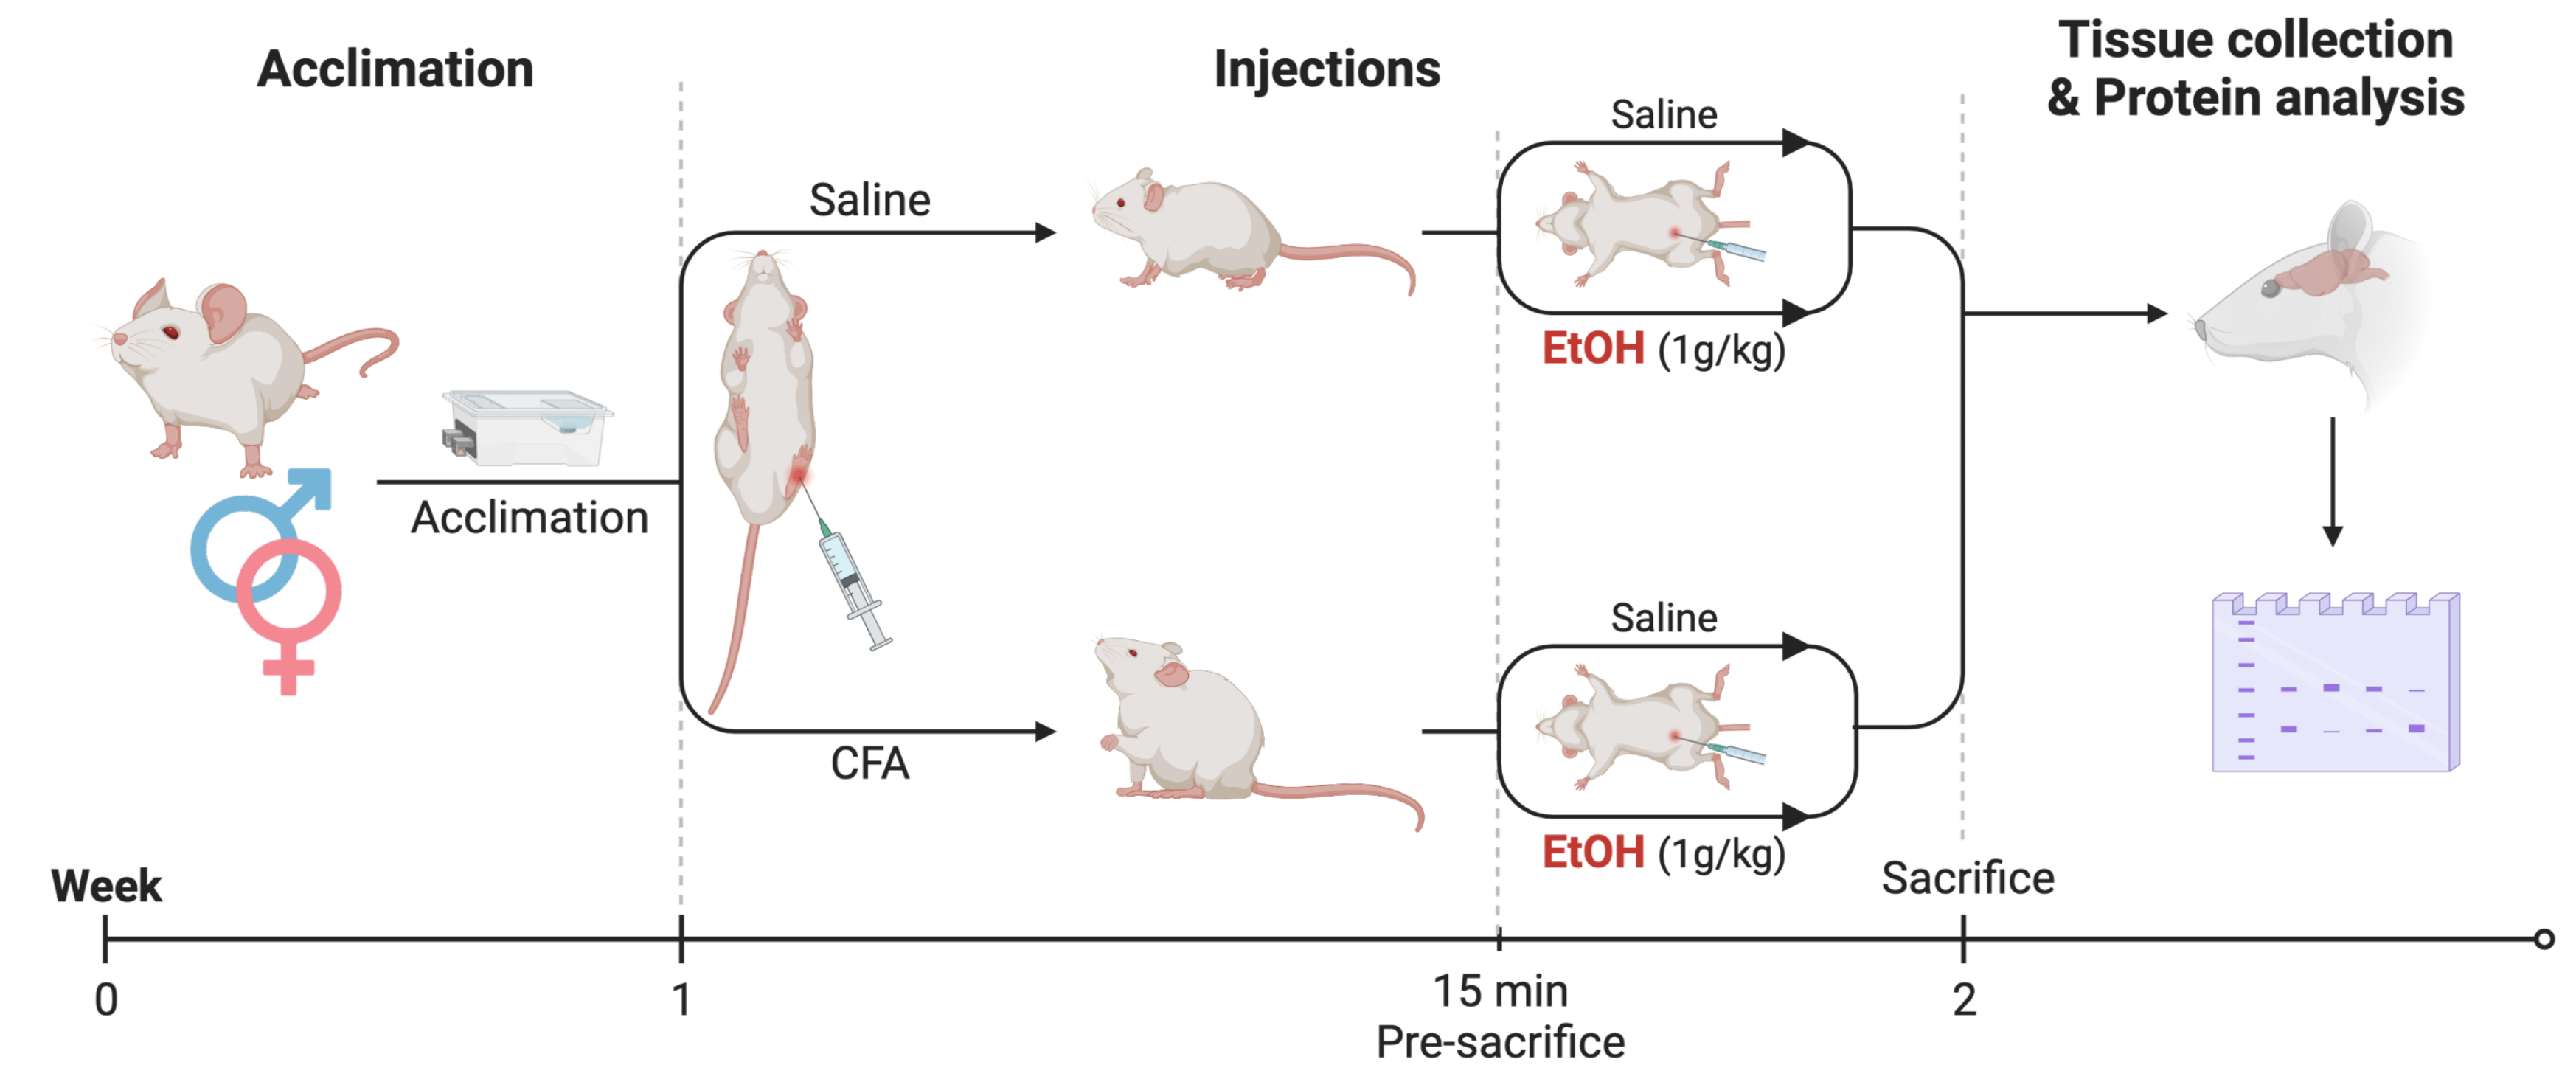 Acclimation
Injections
Tissue collection
& Protein analysis
Acclimation
Saline
CFA
Saline
EtOH (1g/kg)
Saline
EtOH (1g/kg)
Sacrifice
Week
0
1
15 min
Pre-sacrifice
2